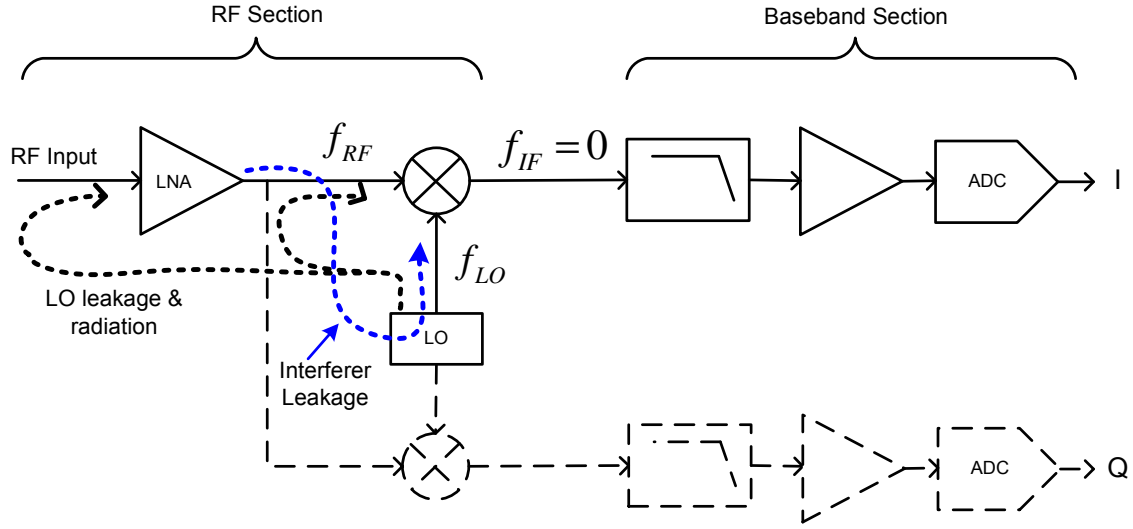 RF Section
Baseband Section
RF Input
LNA
f_RF
f_IF = 0
ADC
I
f_LO
LO leakage &
radiation
LO
Interferer
Leakage
ADC
Q